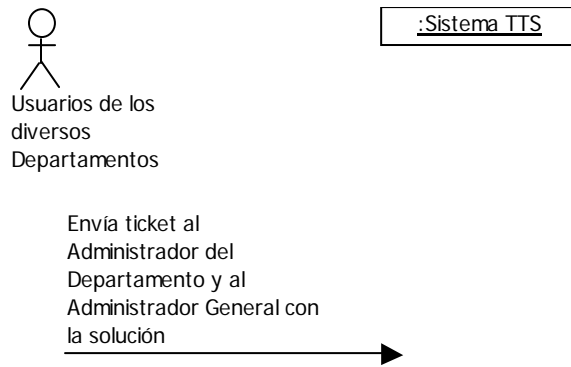 :Sistema TTS
Usuarios de los
diversos
Departamentos
Envía ticket al
Administrador del
Departamento y al
Administrador General con
la solución